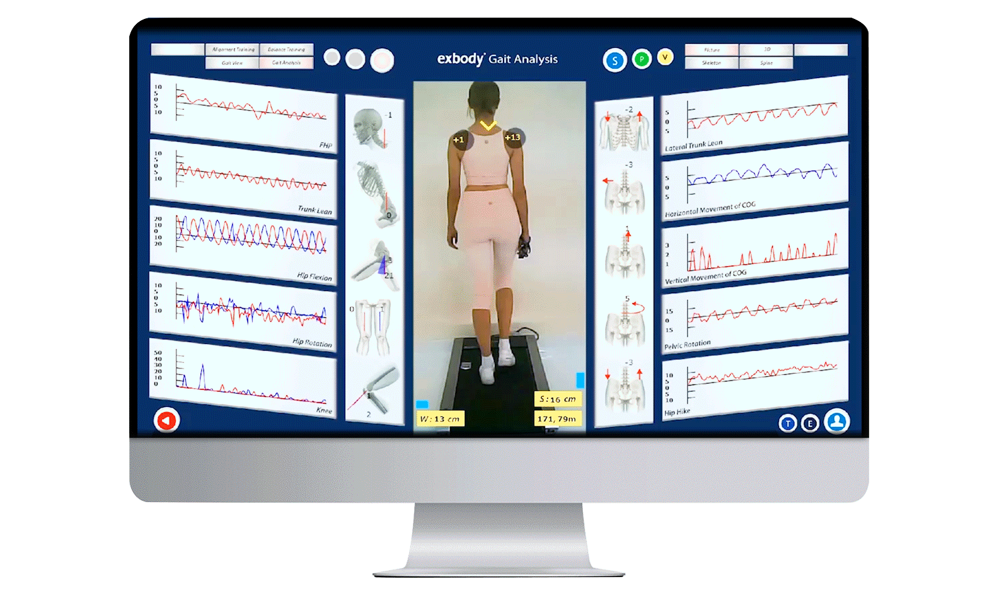 Alignment Training
Balance Training
Gait View
Gait Analysis
exbody® Gait Analysis
S
P
V
Picture
3D
Skeleton
Spine
10
5
0
5
10
FHP
10
5
0
5
10
Trunk Lean
20
10
0
10
20
Hip Flexion
10
5
0
5
10
Hip Rotation
50
40
30
20
10
0
Knee
-1
0
-3
21
0
1
1
2
+1
+13
W : 13 cm
S : 16 cm
171, 79m
-2
-3
1
5
-3
5
0
5
Lateral Trunk Lean
5
0
5
Horizontal Movement of COG
3
2
1
Vertical Movement of COG
15
0
15
Pelvic Rotation
10
5
0
5
10
Hip Hike
T
E